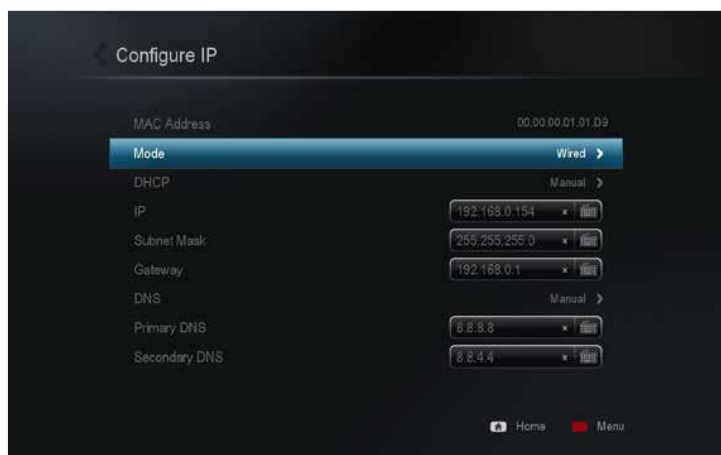 Configure IP
MAC Address 00.00.00.01.01.D9
Mode Wired
DHCP Manual
IP 192.168.0.154
Subnet Mask 255.255.255.0
Gateway 192.168.0.1
DNS Manual
Primary DNS 8.8.8.8
Secondary DNS 8.8.4.4
Home Menu